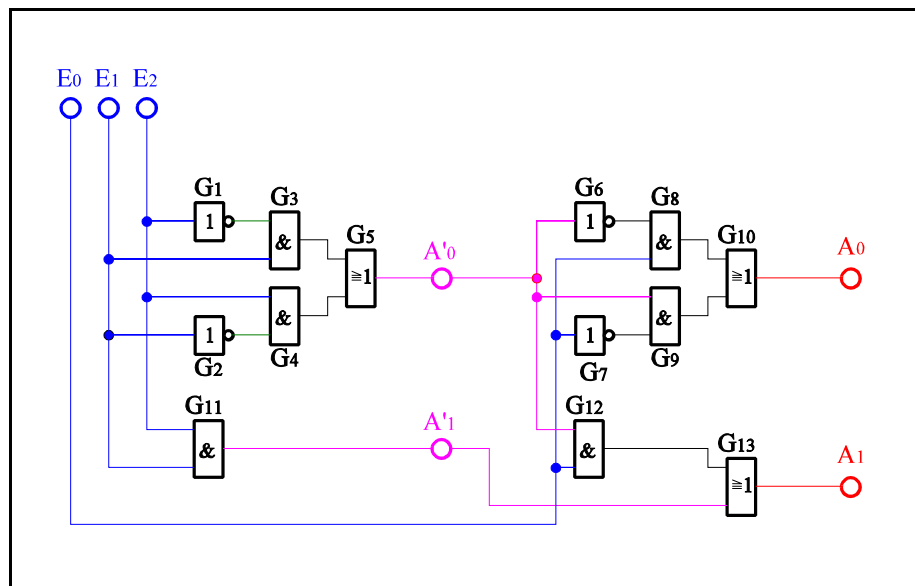 E0 E1 E2
G1 G3 G6 G8
1 & 1 &
G5 G10
≧1 A'0 ≧1 A0
& &
1 1
G2 G4 G7 G9
G11 G12
& A'1 & G13
≧1 A1